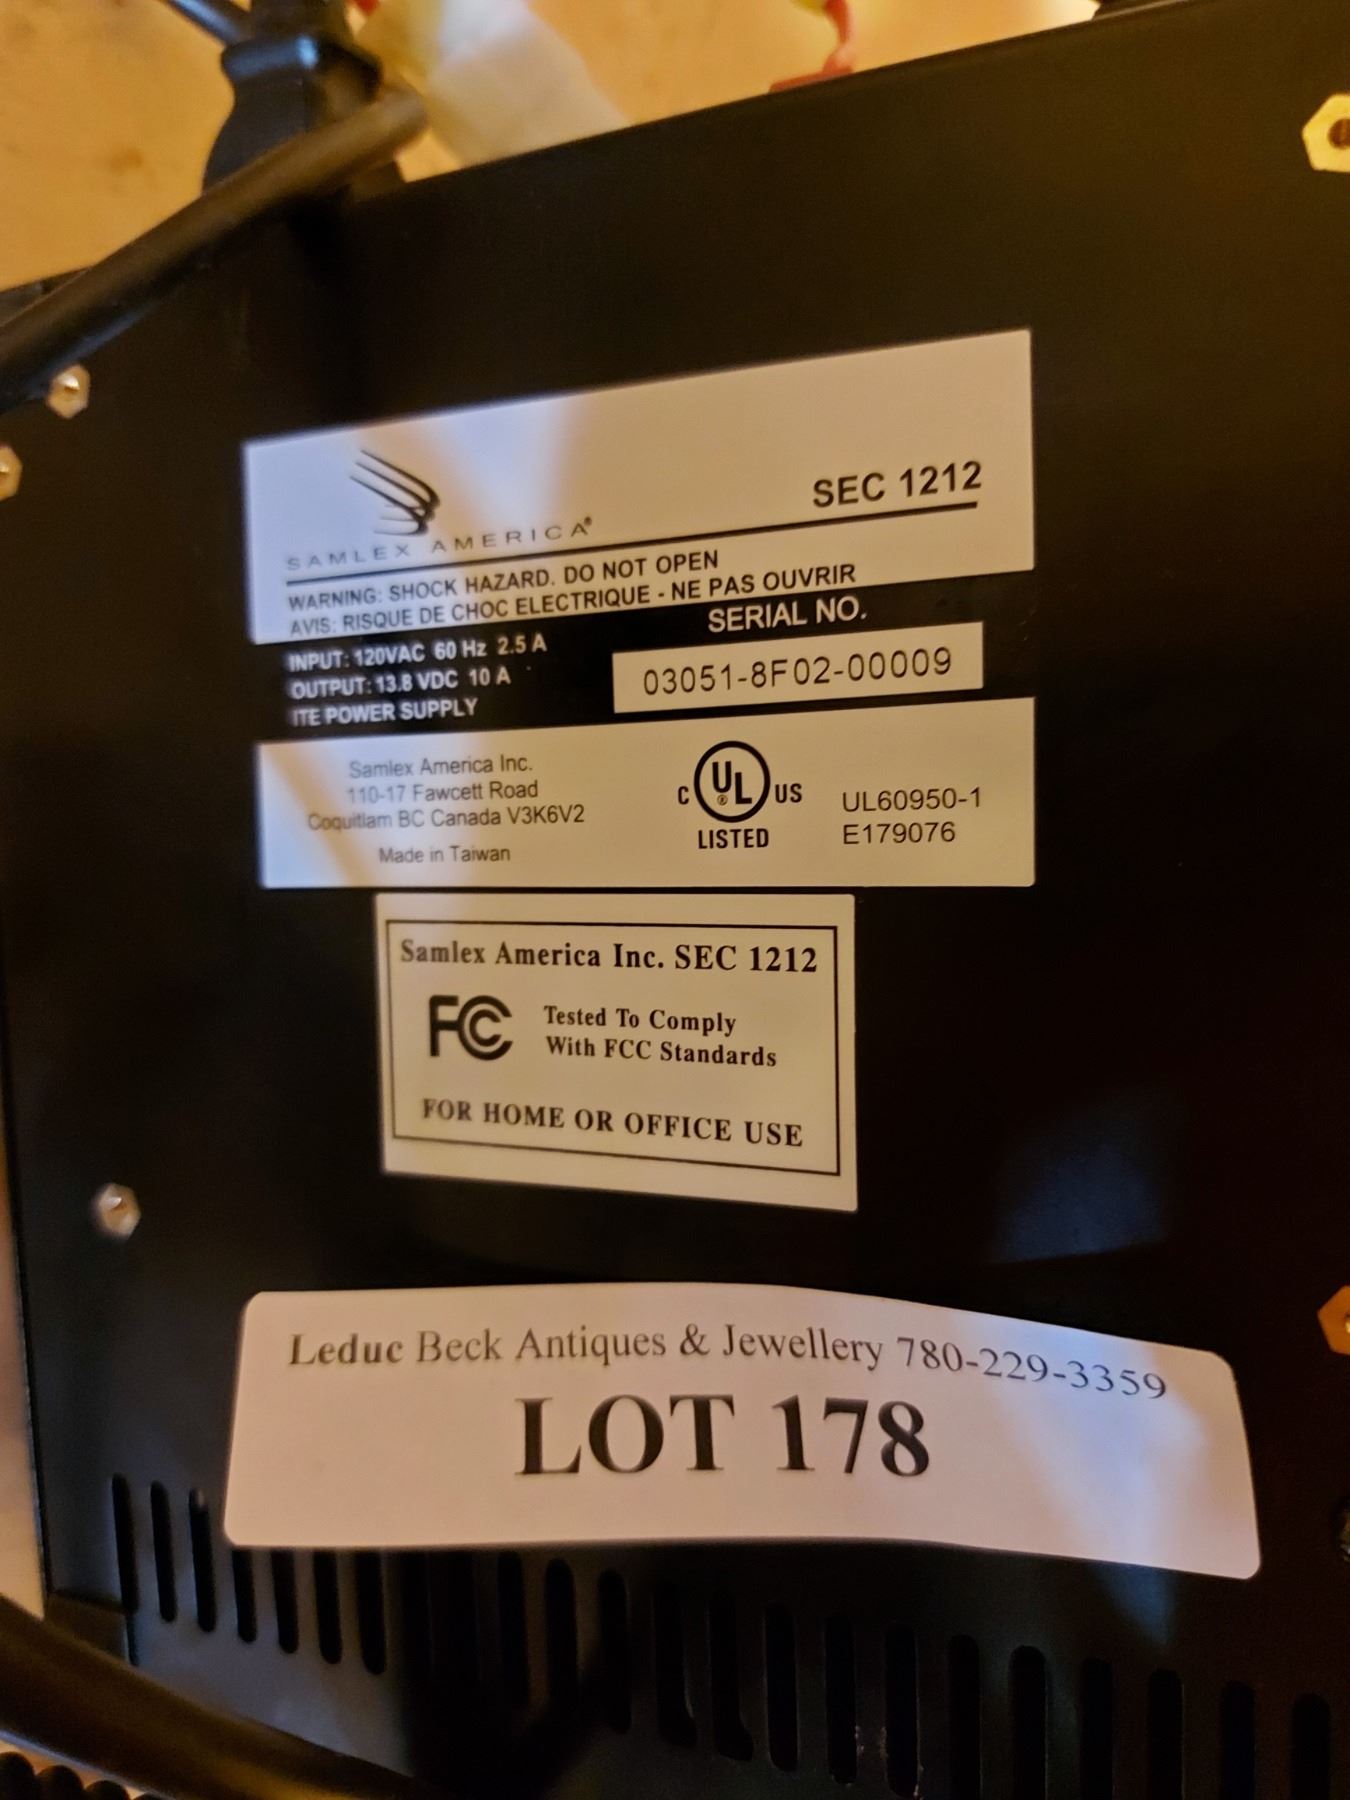 SAMLEX AMERICA®
SEC 1212
WARNING: SHOCK HAZARD. DO NOT OPEN
AVIS: RISQUE DE CHOC ELECTRIQUE - NE PAS OUVRIR
INPUT: 120VAC 60 Hz 2.5 A
OUTPUT: 13.8 VDC 10 A
ITE POWER SUPPLY
SERIAL NO.
03051-8F02-00009
Samlex America Inc.
110-17 Fawcett Road
Coquitlam BC Canada V3K6V2
Made in Taiwan
C UL® US
LISTED
UL60950-1
E179076
Samlex America Inc. SEC 1212
FC Tested To Comply
With FCC Standards
FOR HOME OR OFFICE USE
Leduc Beck Antiques & Jewellery 780-229-3359
LOT 178